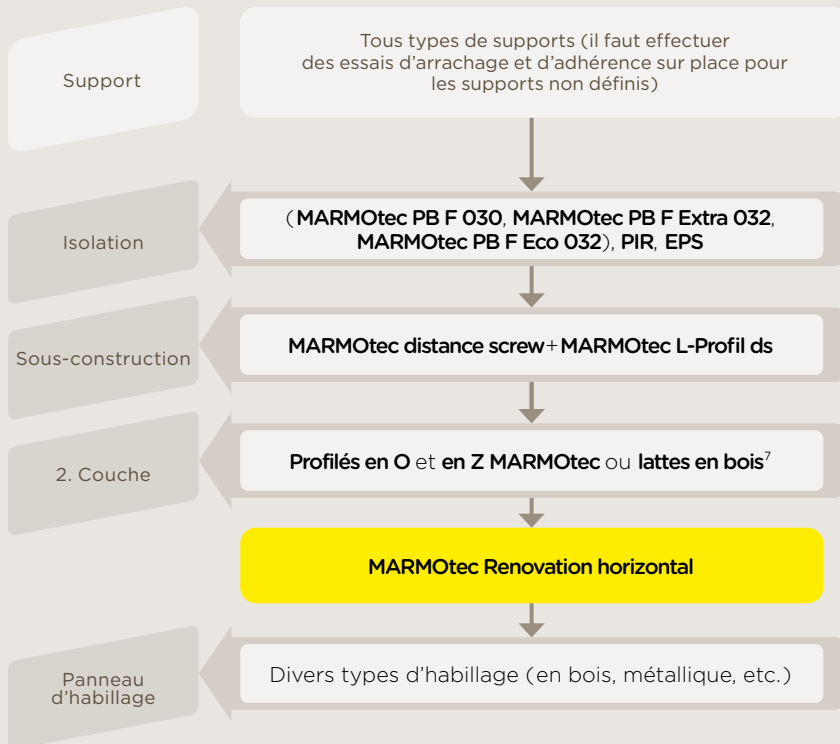 Support
Tous types de supports (il faut effectuer
des essais d’arrachage et d’adhérence sur place pour
les supports non définis)
Isolation
(MARMOtec PB F 030, MARMOtec PB F Extra 032,
MARMOtec PB F Eco 032), PIR, EPS
Sous-construction
MARMOtec distance screw+MARMOtec L-Profil ds
2. Couche
Profilés en O et en Z MARMOtec ou lattes en bois⁷
MARMOtec Renovation horizontal
Panneau
d’habillage
Divers types d’habillage (en bois, métallique, etc.)